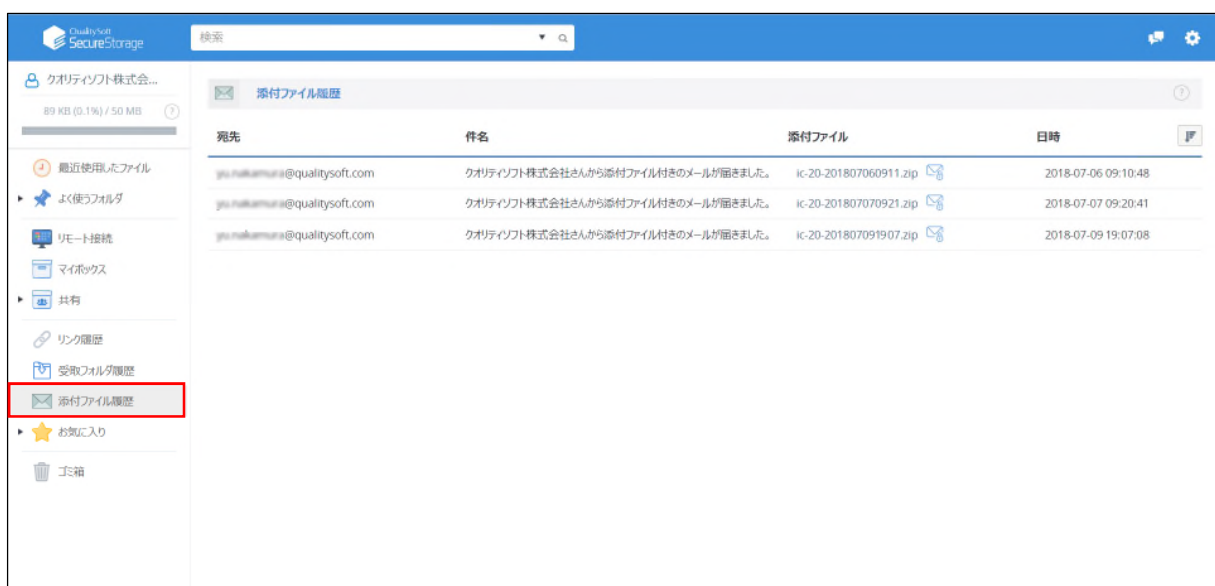 QualitySoft
SecureStorage
検索
クオリティソフト株式会...
89 KB (0.1%) / 50 MB
最近使用したファイル
よく使うフォルダ
リモート接続
マイボックス
共有
リンク履歴
受取フォルダ履歴
添付ファイル履歴
お気に入り
ゴミ箱
添付ファイル履歴
宛先 件名 添付ファイル 日時
@qualitysoft.com クオリティソフト株式会社さんから添付ファイル付きのメールが届きました。 ic-20-201807060911.zip 2018-07-06 09:10:48
@qualitysoft.com クオリティソフト株式会社さんから添付ファイル付きのメールが届きました。 ic-20-201807070921.zip 2018-07-07 09:20:41
@qualitysoft.com クオリティソフト株式会社さんから添付ファイル付きのメールが届きました。 ic-20-201807091907.zip 2018-07-09 19:07:08